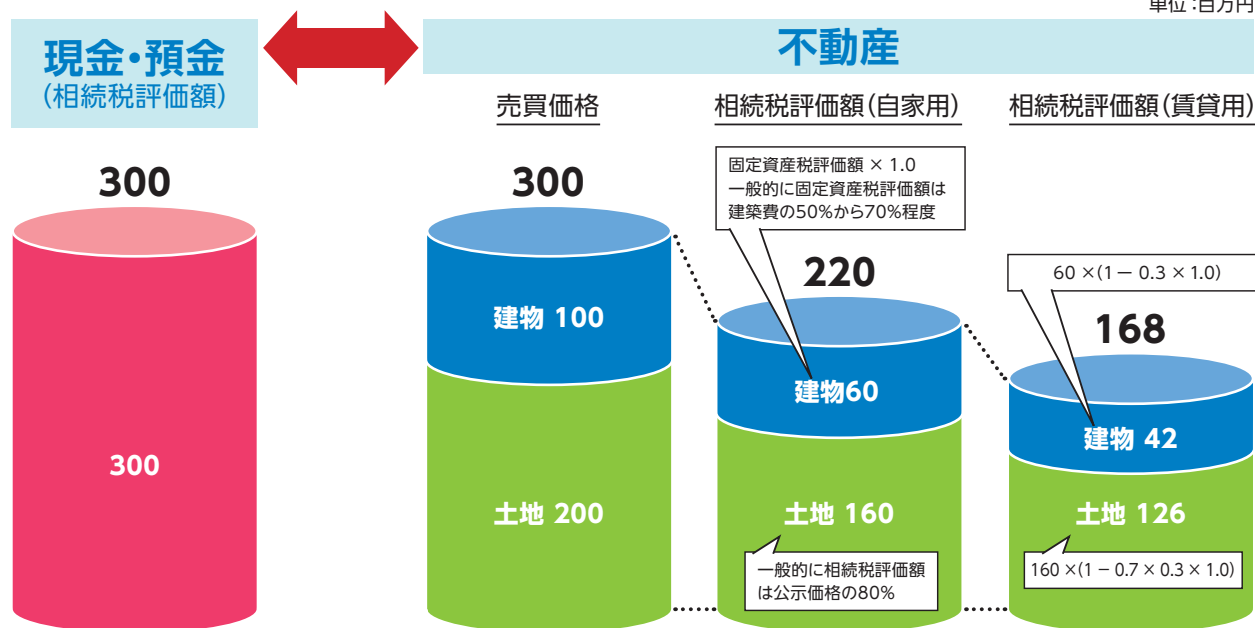 単位：百万円
現金・預金
（相続税評価額）
不動産
売買価格
相続税評価額（自家用）
相続税評価額（賃貸用）
300
300
固定資産税評価額 × 1.0
一般的に固定資産税評価額は
建築費の50%から70%程度
220
60 ×(1 − 0.3 × 1.0)
168
300
建物 100
土地 200
建物60
土地 160
一般的に相続税評価額
は公示価格の80%
建物 42
土地 126
160 ×(1 − 0.7 × 0.3 × 1.0)